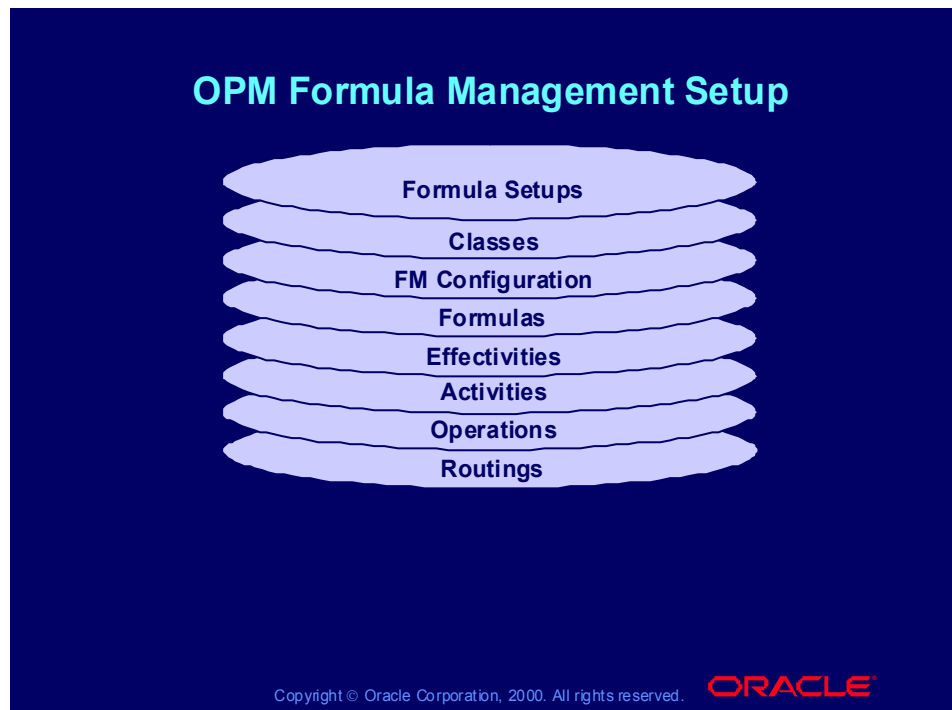 OPM Formula Management Setup
Formula Setups
Classes
FM Configuration
Formulas
Effectivities
Activities
Operations
Routings
Copyright © Oracle Corporation, 2000. All rights reserved.
ORACLE®